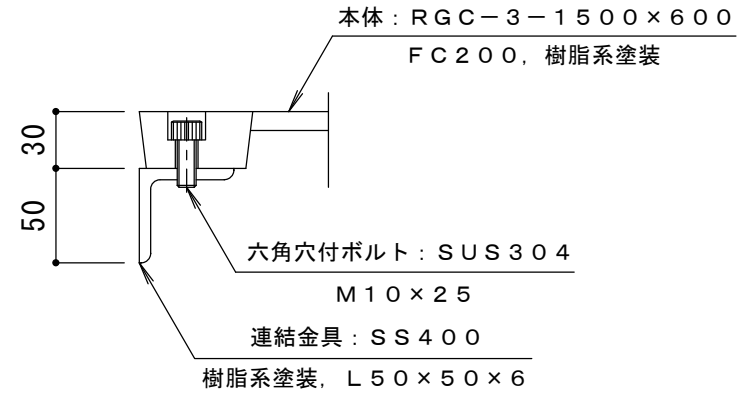 本体：ＲＧＣ－３－１５００×６００
ＦＣ２００，樹脂系塗装
30
50
六角穴付ボルト：ＳＵＳ３０４
Ｍ１０×２５
連結金具：ＳＳ４００
樹脂系塗装，Ｌ５０×５０×６